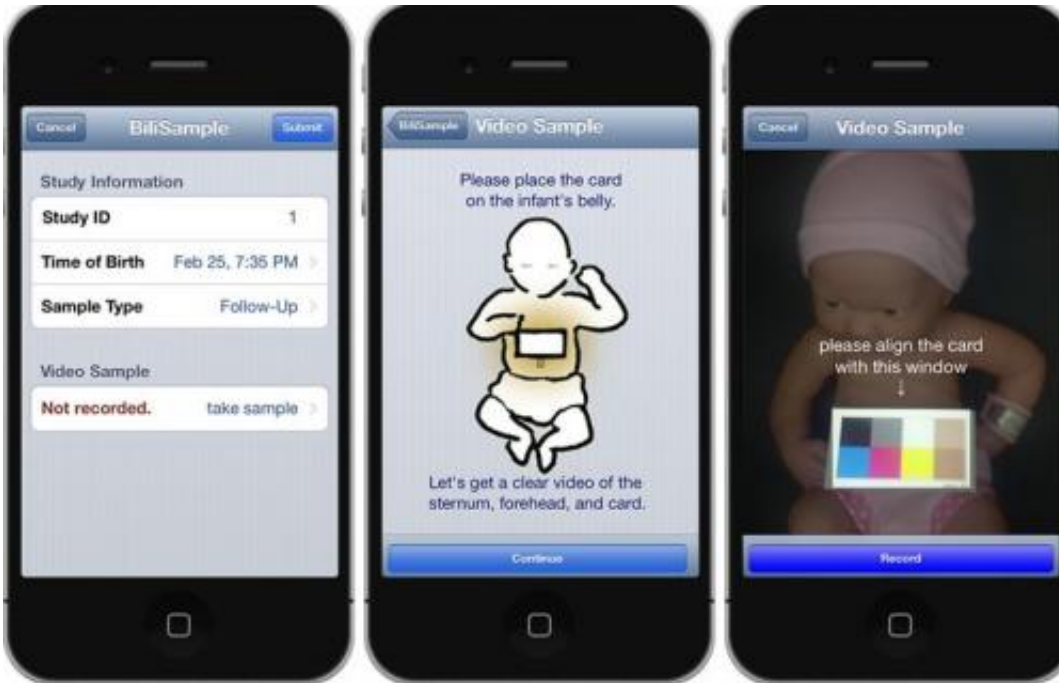 Cancel BiliSample Submit
Study Information
Study ID 1
Time of Birth Feb 25, 7:35 PM
Sample Type Follow-Up
Video Sample
Not recorded. take sample
BiliSample Video Sample
Please place the card
on the infant's belly.
Let's get a clear video of the
sternum, forehead, and card.
Continue
Cancel Video Sample
please align the card
with this window
Record